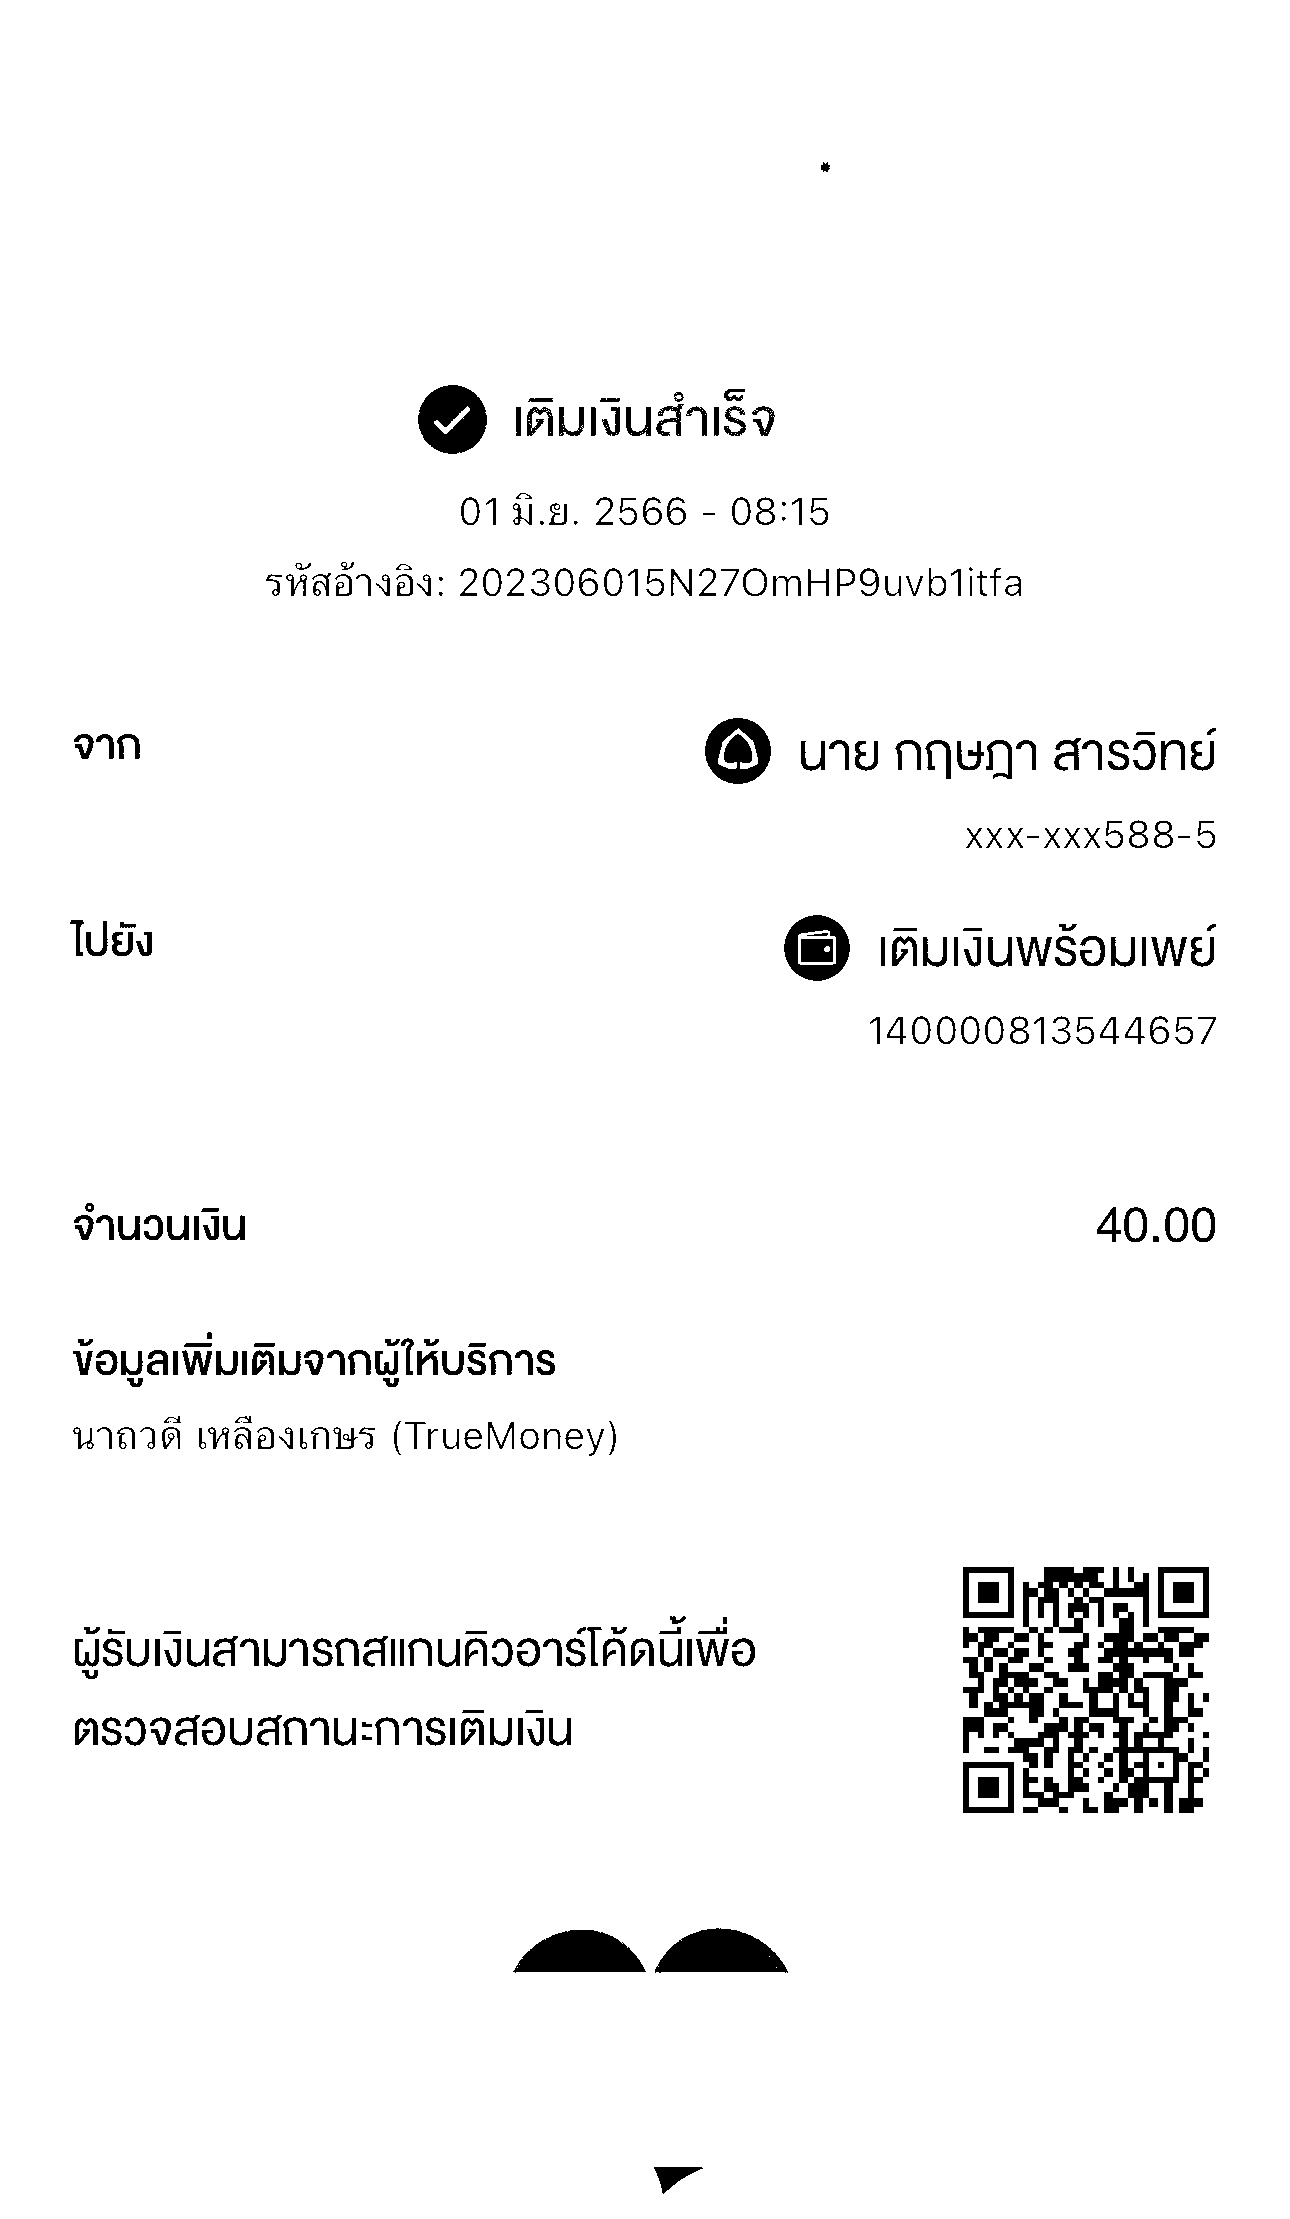 เติมเงินสำเร็จ
01 มิ.ย. 2566 - 08:15
รหัสอ้างอิง: 202306015N27OmHP9uvb1itfa
จาก
นาย กฤษฎา สารวิทย์
xxx-xxx588-5
ไปยัง
เติมเงินพร้อมเพย์
140000813544657
จำนวนเงิน
40.00
ข้อมูลเพิ่มเติมจากผู้ให้บริการ
นาถวดี เหลืองเกษร (TrueMoney)
ผู้รับเงินสามารถสแกนคิวอาร์โค้ดนี้เพื่อ
ตรวจสอบสถานะการเติมเงิน